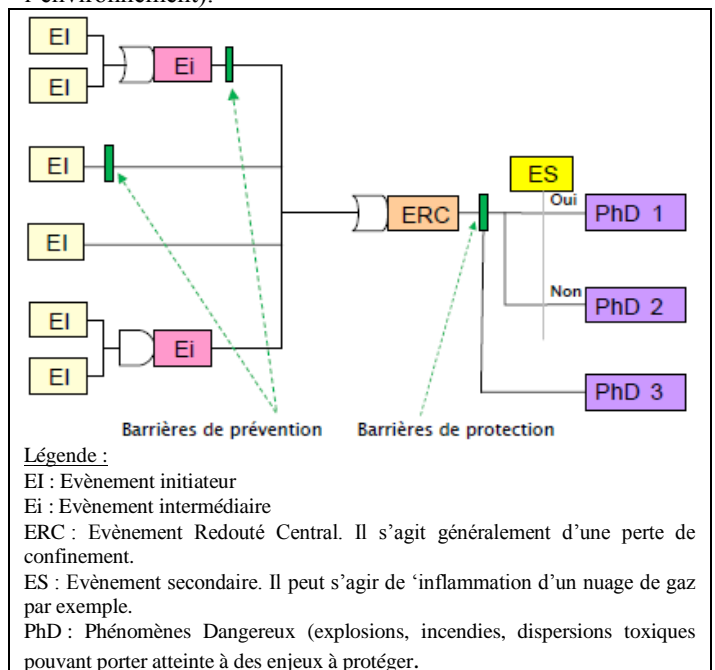 l'environnement).
EI
EI
Ei
EI
EI
EI
EI
Ei
ERC
ES
Oui
PhD 1
Non
PhD 2
PhD 3
Barrières de prévention
Barrières de protection
Légende :
EI : Evènement initiateur
Ei : Evènement intermédiaire
ERC : Evènement Redouté Central. Il s'agit généralement d'une perte de
confinement.
ES : Evènement secondaire. Il peut s'agir de 'inflammation d'un nuage de gaz
par exemple.
PhD : Phénomènes Dangereux (explosions, incendies, dispersions toxiques
pouvant porter atteinte à des enjeux à protéger.